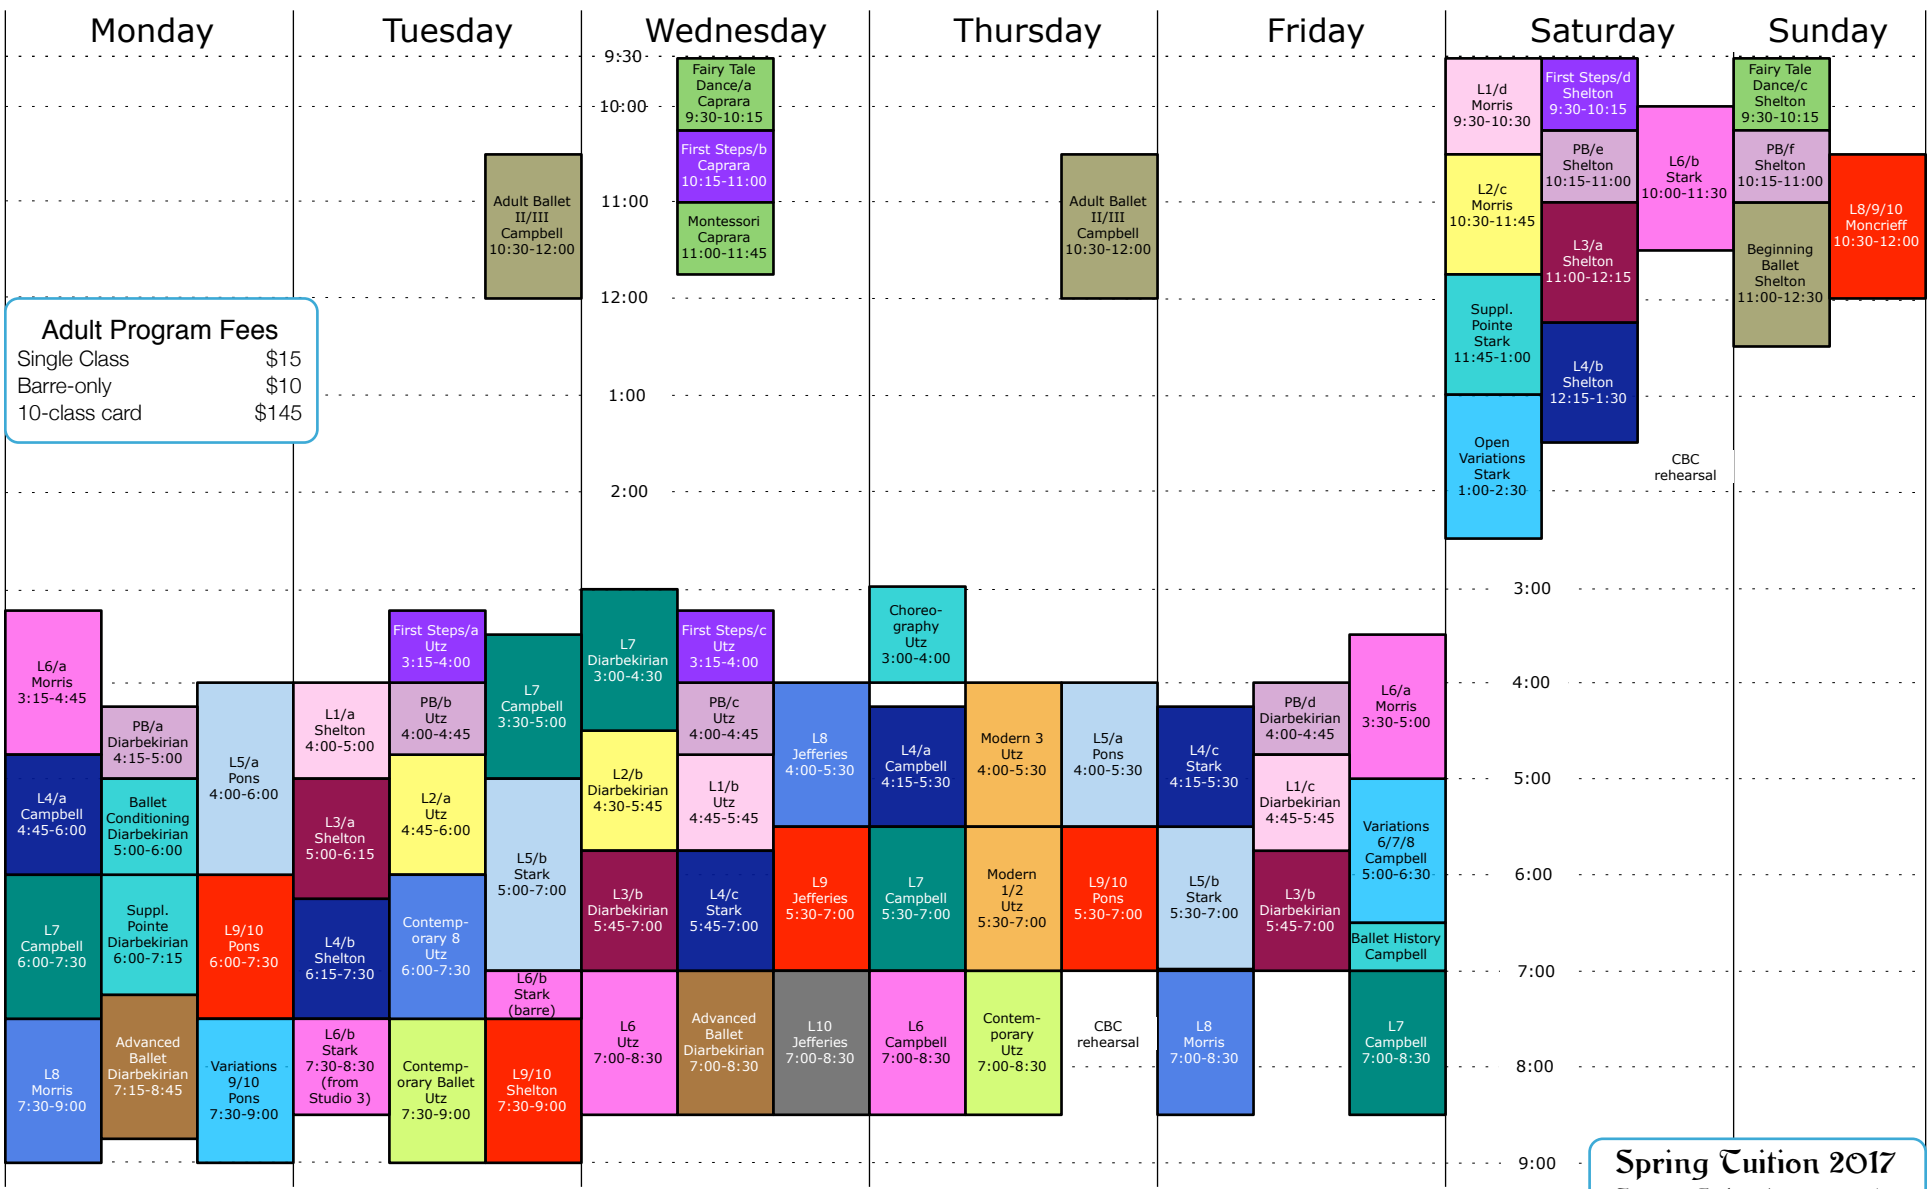 Monday
Tuesday
Wednesday
Thursday
Friday
Saturday
Sunday
9:30
10:00
11:00
12:00
1:00
2:00
3:00
4:00
5:00
6:00
7:00
8:00
9:00
Adult Program Fees
Single Class $15
Barre-only $10
10-class card $145
L6/a
Morris
3:15-4:45
L4/a
Campbell
4:45-6:00
L7
Campbell
6:00-7:30
L8
Morris
7:30-9:00
PB/a
Diarbekirian
4:15-5:00
Ballet
Conditioning
Diarbekirian
5:00-6:00
Suppl.
Pointe
Diarbekirian
6:00-7:15
Advanced
Ballet
Diarbekirian
7:15-8:45
L5/a
Pons
4:00-6:00
L9/10
Pons
6:00-7:30
Variations
9/10
Pons
7:30-9:00
L1/a
Shelton
4:00-5:00
L3/a
Shelton
5:00-6:15
L4/b
Shelton
6:15-7:30
L6/b
Stark
7:30-8:30
(from
Studio 3)
First Steps/a
Utz
3:15-4:00
PB/b
Utz
4:00-4:45
L2/a
Utz
4:45-6:00
Contemp-
orary 8
Utz
6:00-7:30
Contemp-
orary Ballet
Utz
7:30-9:00
Adult Ballet
II/III
Campbell
10:30-12:00
L7
Campbell
3:30-5:00
L5/b
Stark
5:00-7:00
L6/b
Stark
(barre)
L9/10
Shelton
7:30-9:00
L7
Diarbekirian
3:00-4:30
L2/b
Diarbekirian
4:30-5:45
L3/b
Diarbekirian
5:45-7:00
L6
Utz
7:00-8:30
Fairy Tale
Dance/a
Caprara
9:30-10:15
First Steps/b
Caprara
10:15-11:00
Montessori
Caprara
11:00-11:45
First Steps/c
Utz
3:15-4:00
PB/c
Utz
4:00-4:45
L1/b
Utz
4:45-5:45
L4/c
Stark
5:45-7:00
Advanced
Ballet
Diarbekirian
7:00-8:30
L8
Jefferies
4:00-5:30
L9
Jefferies
5:30-7:00
L10
Jefferies
7:00-8:30
Choreo-
graphy
Utz
3:00-4:00
L4/a
Campbell
4:15-5:30
L7
Campbell
5:30-7:00
L6
Campbell
7:00-8:30
Modern 3
Utz
4:00-5:30
Modern
1/2
Utz
5:30-7:00
Contem-
porary
Utz
7:00-8:30
Adult Ballet
II/III
Campbell
10:30-12:00
L5/a
Pons
4:00-5:30
L9/10
Pons
5:30-7:00
CBC
rehearsal
L4/c
Stark
4:15-5:30
L5/b
Stark
5:30-7:00
L8
Morris
7:00-8:30
PB/d
Diarbekirian
4:00-4:45
L1/c
Diarbekirian
4:45-5:45
L3/b
Diarbekirian
5:45-7:00
L6/a
Morris
3:30-5:00
Variations
6/7/8
Campbell
5:00-6:30
Ballet History
Campbell
L7
Campbell
7:00-8:30
L1/d
Morris
9:30-10:30
L2/c
Morris
10:30-11:45
Suppl.
Pointe
Stark
11:45-1:00
Open
Variations
Stark
1:00-2:30
First Steps/d
Shelton
9:30-10:15
PB/e
Shelton
10:15-11:00
L3/a
Shelton
11:00-12:15
L4/b
Shelton
12:15-1:30
L6/b
Stark
10:00-11:30
CBC
rehearsal
Fairy Tale
Dance/c
Shelton
9:30-10:15
PB/f
Shelton
10:15-11:00
Beginning
Ballet
Shelton
11:00-12:30
L8/9/10
Moncrieff
10:30-12:00
Spring Tuition 2017